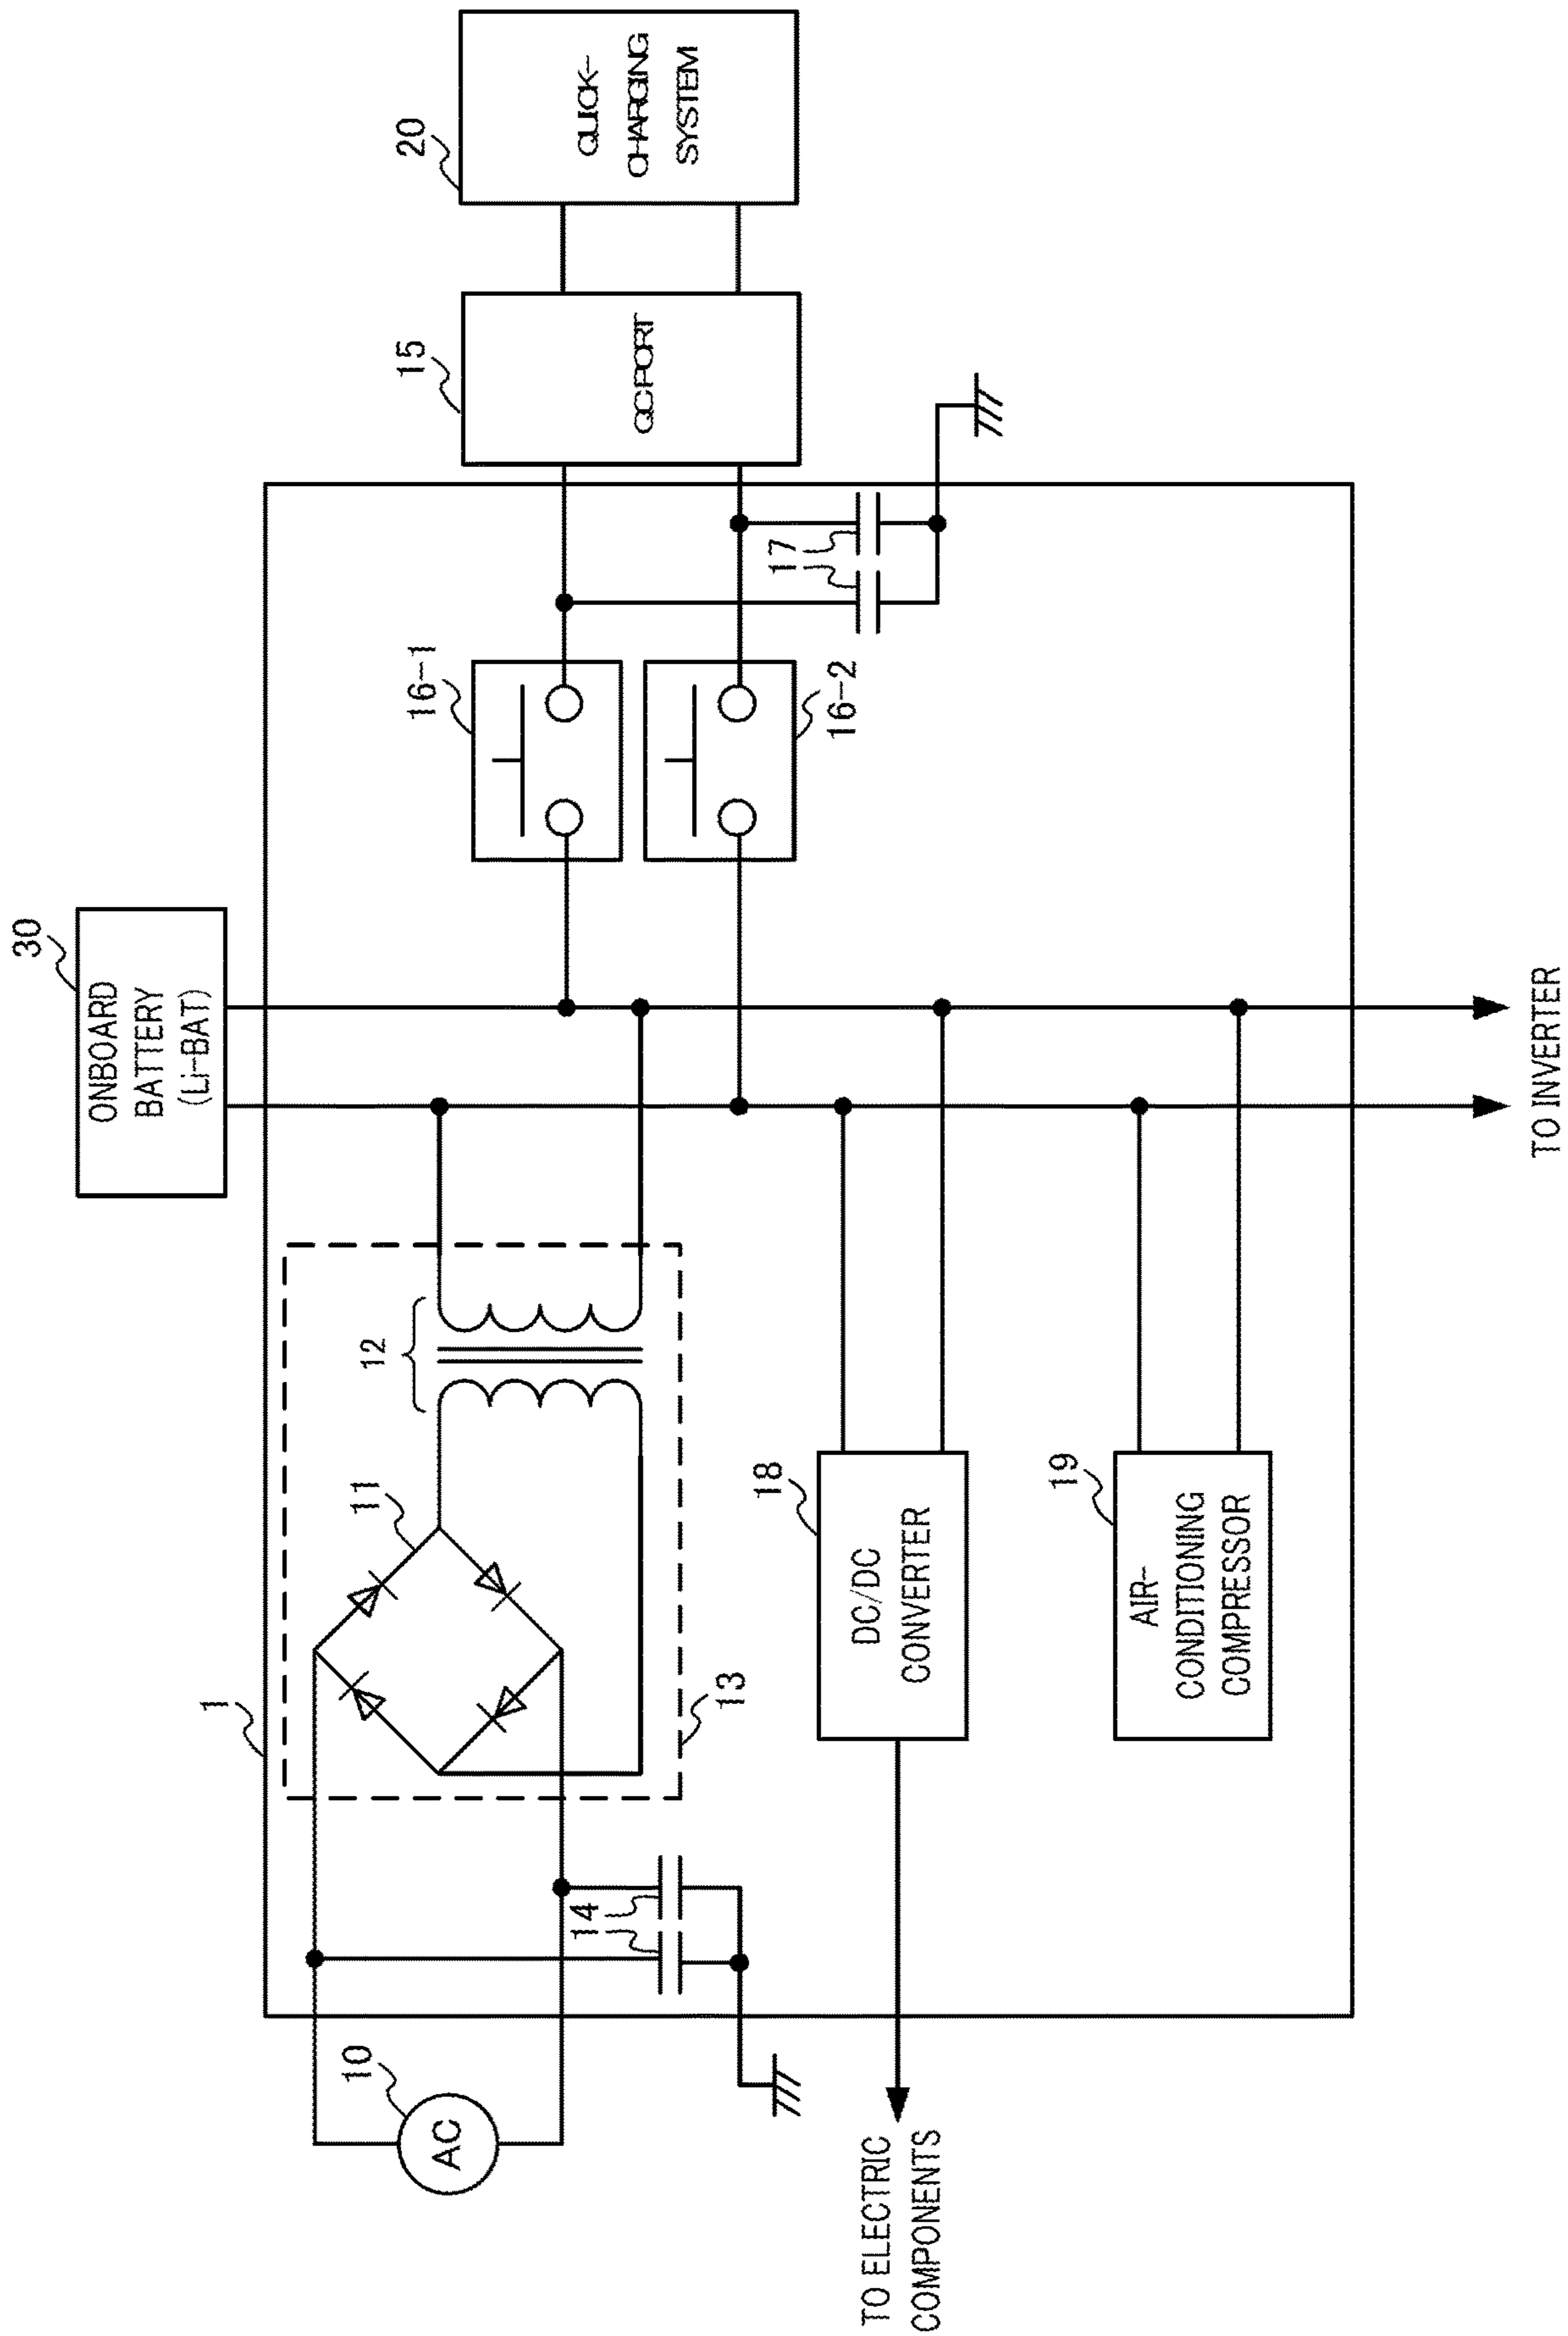 20
QUICK-
CHARGING
SYSTEM
15
QC PORT
17
16-1
16-2
30
ONBOARD
BATTERY
(Li-BAT)
TO INVERTER
12
11
13
1
18
DC/DC
CONVERTER
19
AIR-
CONDITIONING
COMPRESSOR
14
10
AC
TO ELECTRIC
COMPONENTS